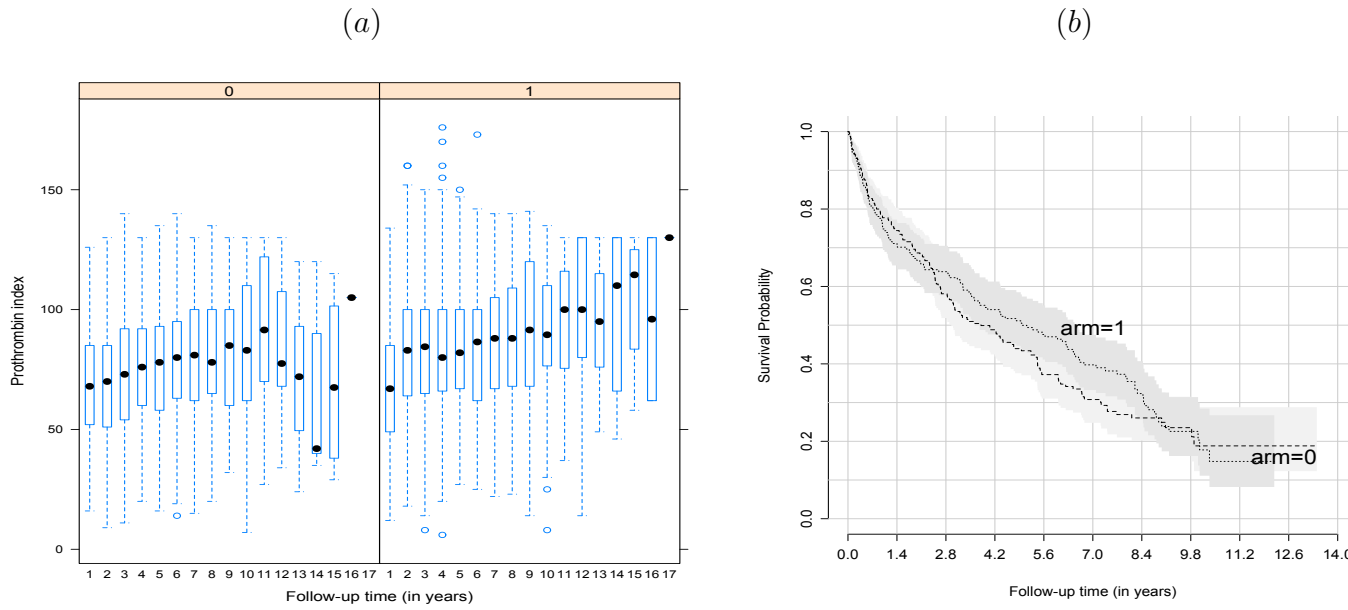 (a)
0 1
150
100
50
0
Prothrombin index
1 2 3 4 5 6 7 8 9 10 11 12 13 14 15 16 17 1 2 3 4 5 6 7 8 9 10 11 12 13 14 15 16 17
Follow-up time (in years)
(b)
1.0
0.8
0.6
0.4
0.2
0.0
Survival Probability
arm=1
arm=0
0.0 1.4 2.8 4.2 5.6 7.0 8.4 9.8 11.2 12.6 14.0
Follow-up time (in years)